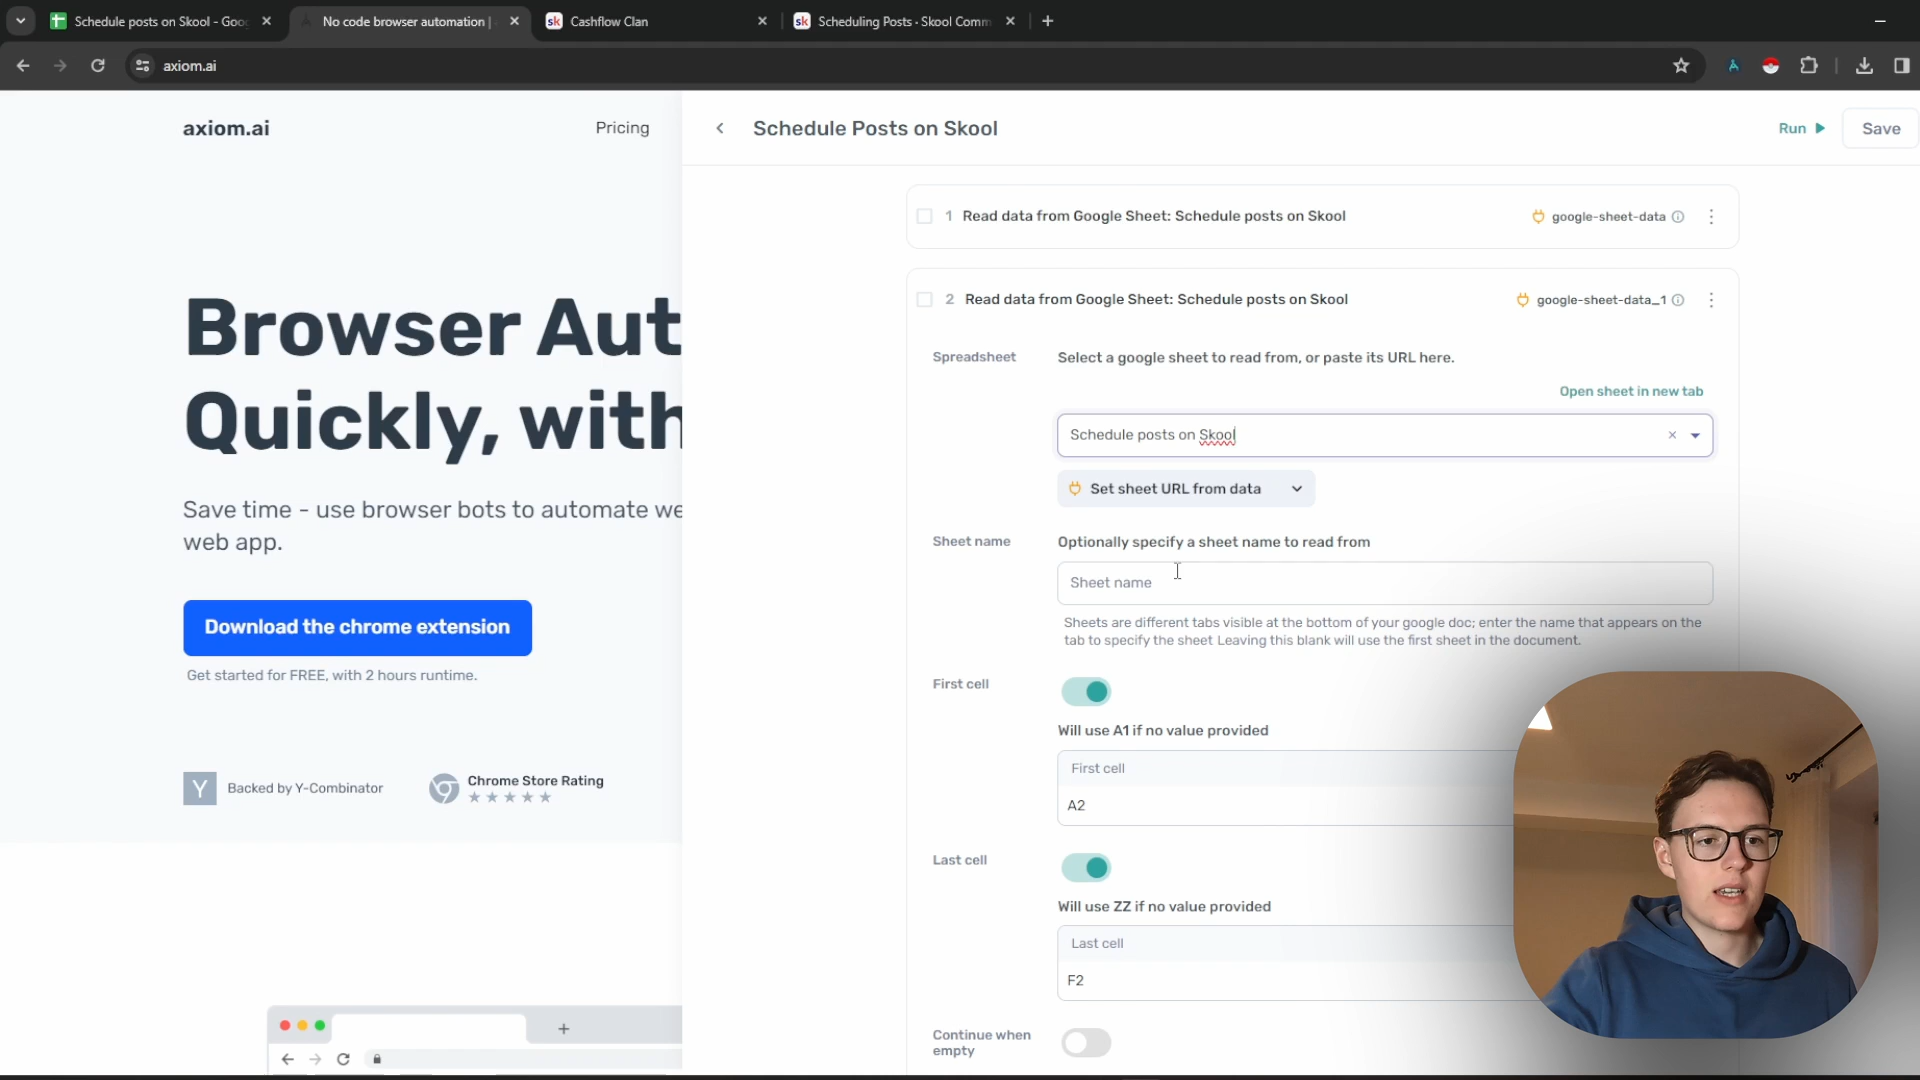 Schedule posts on Skool - Goo
No code browser automation |
sk Cashflow Clan
sk Scheduling Posts · Skool Comm
axiom.ai
axiom.ai
Pricing
Schedule Posts on Skool
Run
Save
1 Read data from Google Sheet: Schedule posts on Skool
google-sheet-data
2 Read data from Google Sheet: Schedule posts on Skool
google-sheet-data_1
Spreadsheet
Select a google sheet to read from, or paste its URL here.
Open sheet in new tab
Schedule posts on Skool
Set sheet URL from data
Sheet name
Optionally specify a sheet name to read from
Sheet name
Sheets are different tabs visible at the bottom of your google doc; enter the name that appears on the
tab to specify the sheet Leaving this blank will use the first sheet in the document.
First cell
Will use A1 if no value provided
First cell
A2
Last cell
Will use ZZ if no value provided
Last cell
F2
Continue when
empty
Browser Aut
Quickly, with
Save time - use browser bots to automate we
web app.
Download the chrome extension
Get started for FREE, with 2 hours runtime.
Y
Backed by Y-Combinator
Chrome Store Rating